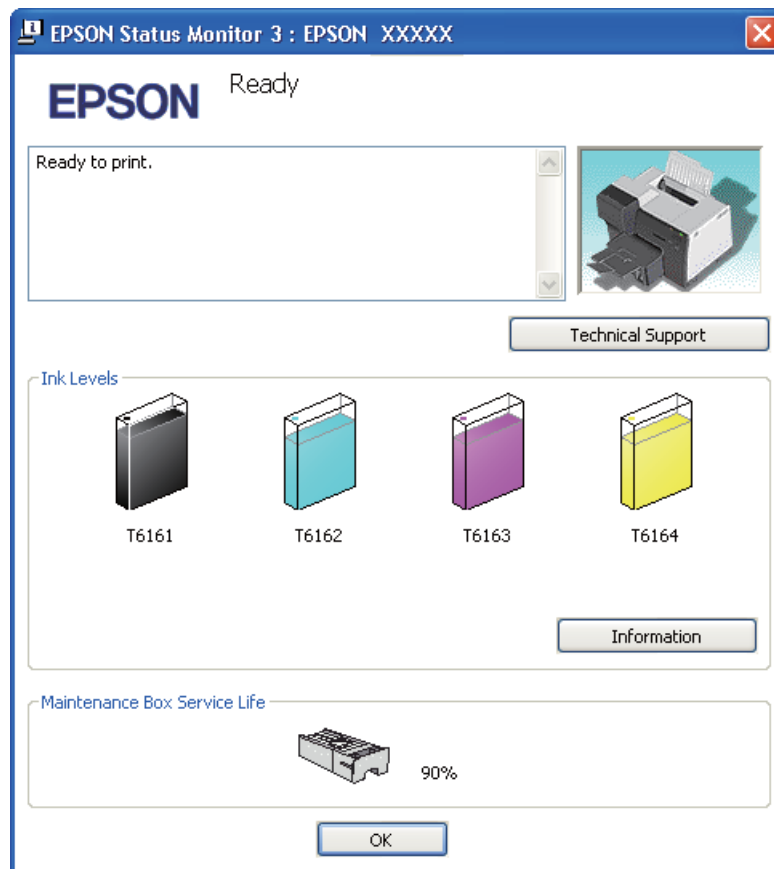 EPSON Status Monitor 3 : EPSON XXXXX
EPSON
Ready
Ready to print.
Technical Support
Ink Levels
T6161
T6162
T6163
T6164
Information
Maintenance Box Service Life
90%
OK